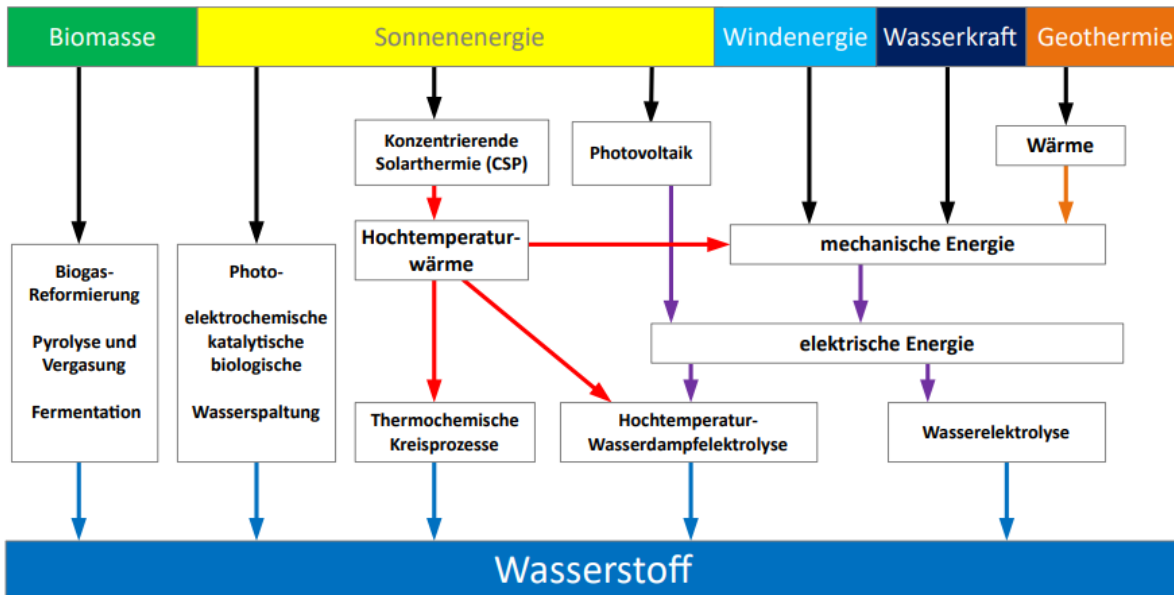 Biomasse
Sonnenenergie
Windenergie
Wasserkraft
Geothermie
Konzentrierende
Solarthermie (CSP)
Photovoltaik
Wärme
Hochtemperatur-
wärme
mechanische Energie
Biogas-
Reformierung
Pyrolyse und
Vergasung
Fermentation
Photo-
elektrochemische
katalytische
biologische
Wasserspaltung
elektrische Energie
Thermochemische
Kreisprozesse
Hochtemperatur-
Wasserdampfelektrolyse
Wasserelektrolyse
Wasserstoff